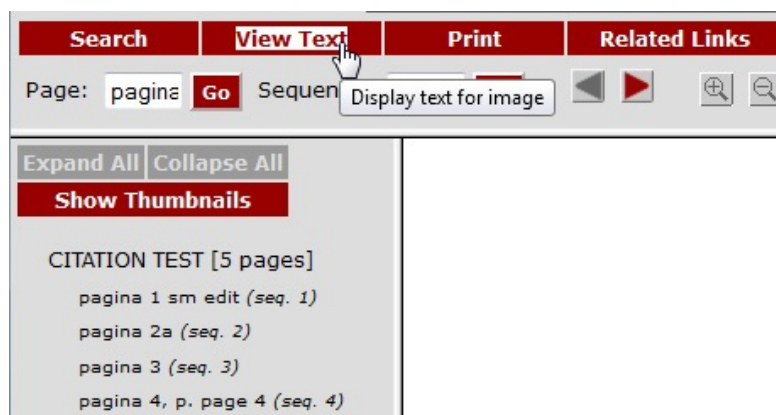 Search View Text Print Related Links
Page: pagina Go Sequen
Display text for image
Expand All Collapse All
Show Thumbnails
CITATION TEST [5 pages]
pagina 1 sm edit (seq. 1)
pagina 2a (seq. 2)
pagina 3 (seq. 3)
pagina 4, p. page 4 (seq. 4)